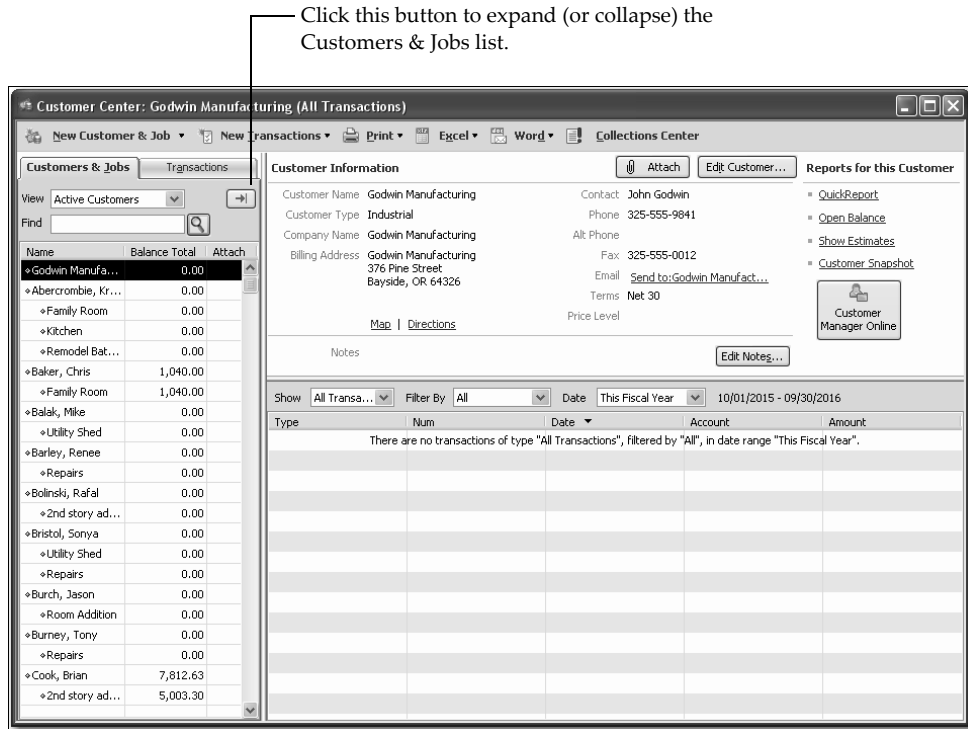 Click this button to expand (or collapse) the
Customers & Jobs list.
Customer Center: Godwin Manufacturing (All Transactions)
New Customer & Job New Transactions Print Excel Word Collections Center
Customers & Jobs Transactions
View Active Customers
Find
Name Balance Total Attach
Godwin Manufa... 0.00
Abercrombie, Kr... 0.00
Family Room 0.00
Kitchen 0.00
Remodel Bat... 0.00
Baker, Chris 1,040.00
Family Room 1,040.00
Balak, Mike 0.00
Utility Shed 0.00
Barley, Renee 0.00
Repairs 0.00
Bolinski, Rafal 0.00
2nd story ad... 0.00
Bristol, Sonya 0.00
Utility Shed 0.00
Repairs 0.00
Burch, Jason 0.00
Room Addition 0.00
Burney, Tony 0.00
Repairs 0.00
Cook, Brian 7,812.63
2nd story ad... 5,003.30
Customer Information Attach Edit Customer...
Customer Name Godwin Manufacturing
Customer Type Industrial
Company Name Godwin Manufacturing
Billing Address Godwin Manufacturing
376 Pine Street
Bayside, OR 64326
Map | Directions
Contact John Godwin
Phone 325-555-9841
Alt Phone
Fax 325-555-0012
Email Send to:Godwin Manufact...
Terms Net 30
Price Level
Notes Edit Notes...
Reports for this Customer
QuickReport
Open Balance
Show Estimates
Customer Snapshot
Customer
Manager Online
Show All Transa... Filter By All Date This Fiscal Year 10/01/2015 - 09/30/2016
Type Num Date Account Amount
There are no transactions of type "All Transactions", filtered by "All", in date range "This Fiscal Year".